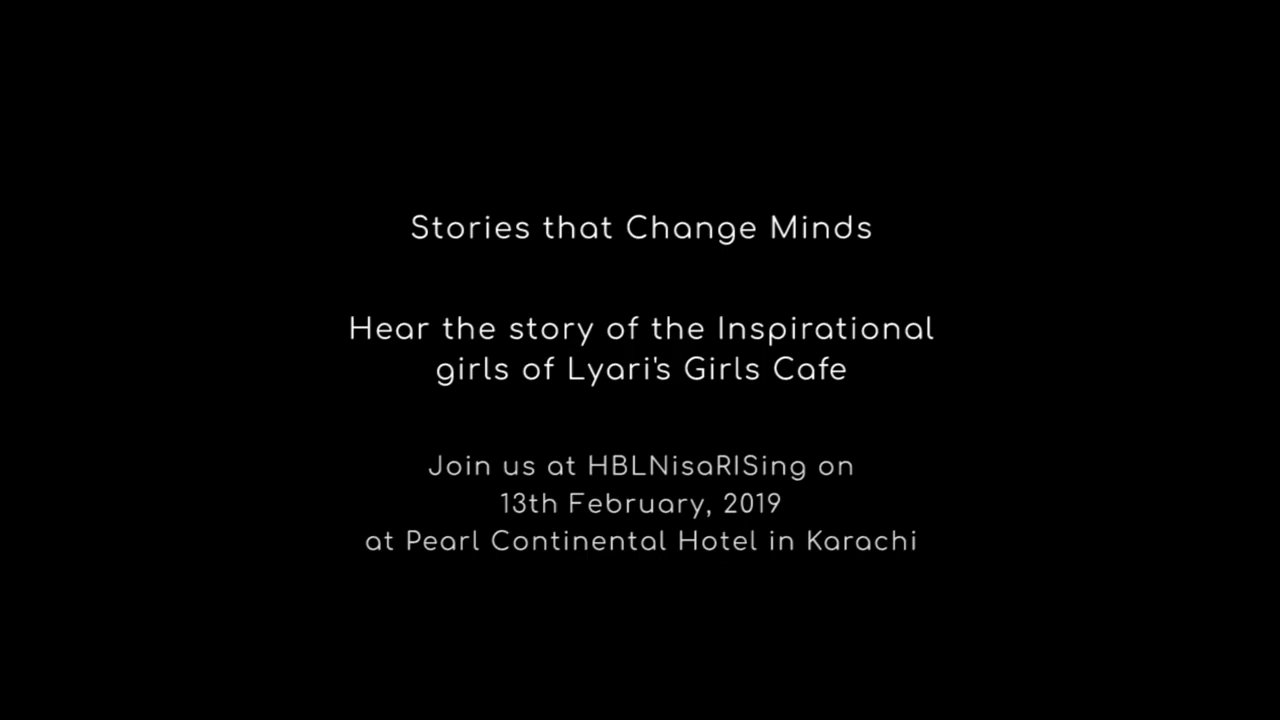 Stories that Change Minds
Hear the story of the Inspirational
girls of Lyari's Girls Cafe
Join us at HBLNisaRISing on
13th February, 2019
at Pearl Continental Hotel in Karachi